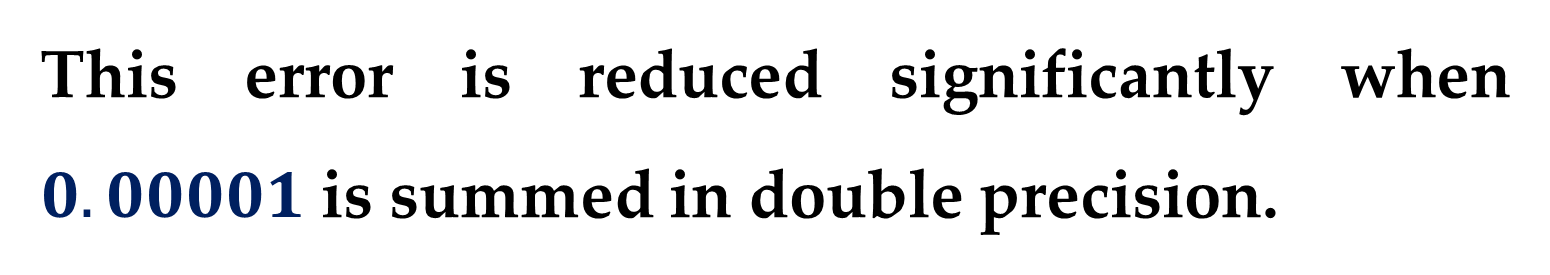 This error is reduced significantly when
0.00001 is summed in double precision.